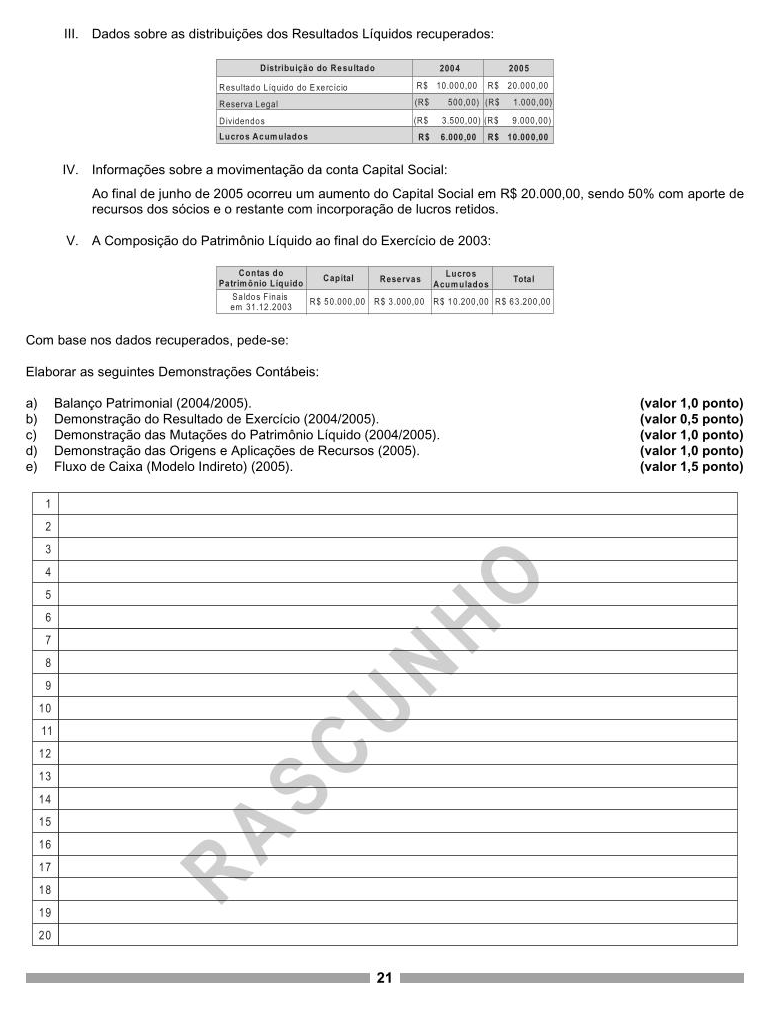 III. Dados sobre as distribuições dos Resultados Líquidos recuperados:
Distribuição do Resultado 2004 2005
Resultado Líquido do Exercício R$ 10.000,00 R$ 20.000,00
Reserva Legal (R$ 500,00) (R$ 1.000,00)
Dividendos (R$ 3.500,00) (R$ 9.000,00)
Lucros Acumulados R$ 6.000,00 R$ 10.000,00
IV. Informações sobre a movimentação da conta Capital Social:
Ao final de junho de 2005 ocorreu um aumento do Capital Social em R$ 20.000,00, sendo 50% com aporte de
recursos dos sócios e o restante com incorporação de lucros retidos.
V. A Composição do Patrimônio Líquido ao final do Exercício de 2003:
Contas do
Patrimônio Líquido Capital Reservas Lucros
Acumulados Total
Saldos Finais
em 31.12.2003 R$ 50.000,00 R$ 3.000,00 R$ 10.200,00 R$ 63.200,00
Com base nos dados recuperados, pede-se:
Elaborar as seguintes Demonstrações Contábeis:
a) Balanço Patrimonial (2004/2005). (valor 1,0 ponto)
b) Demonstração do Resultado de Exercício (2004/2005). (valor 0,5 ponto)
c) Demonstração das Mutações do Patrimônio Líquido (2004/2005). (valor 1,0 ponto)
d) Demonstração das Origens e Aplicações de Recursos (2005). (valor 1,0 ponto)
e) Fluxo de Caixa (Modelo Indireto) (2005). (valor 1,5 ponto)
1
2
3
4
5
6
7
8
9
10
11
12
13
14
15
16
17
18
19
20
RASCUNHO
21